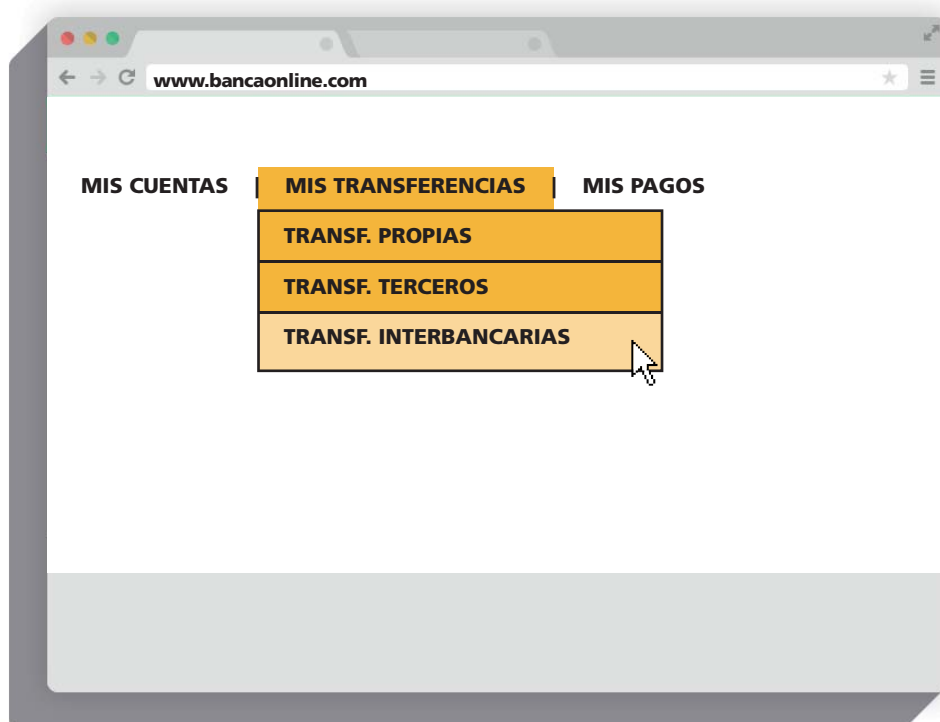 www.bancaonline.com
MIS CUENTAS | MIS TRANSFERENCIAS | MIS PAGOS
TRANSF. PROPIAS
TRANSF. TERCEROS
TRANSF. INTERBANCARIAS